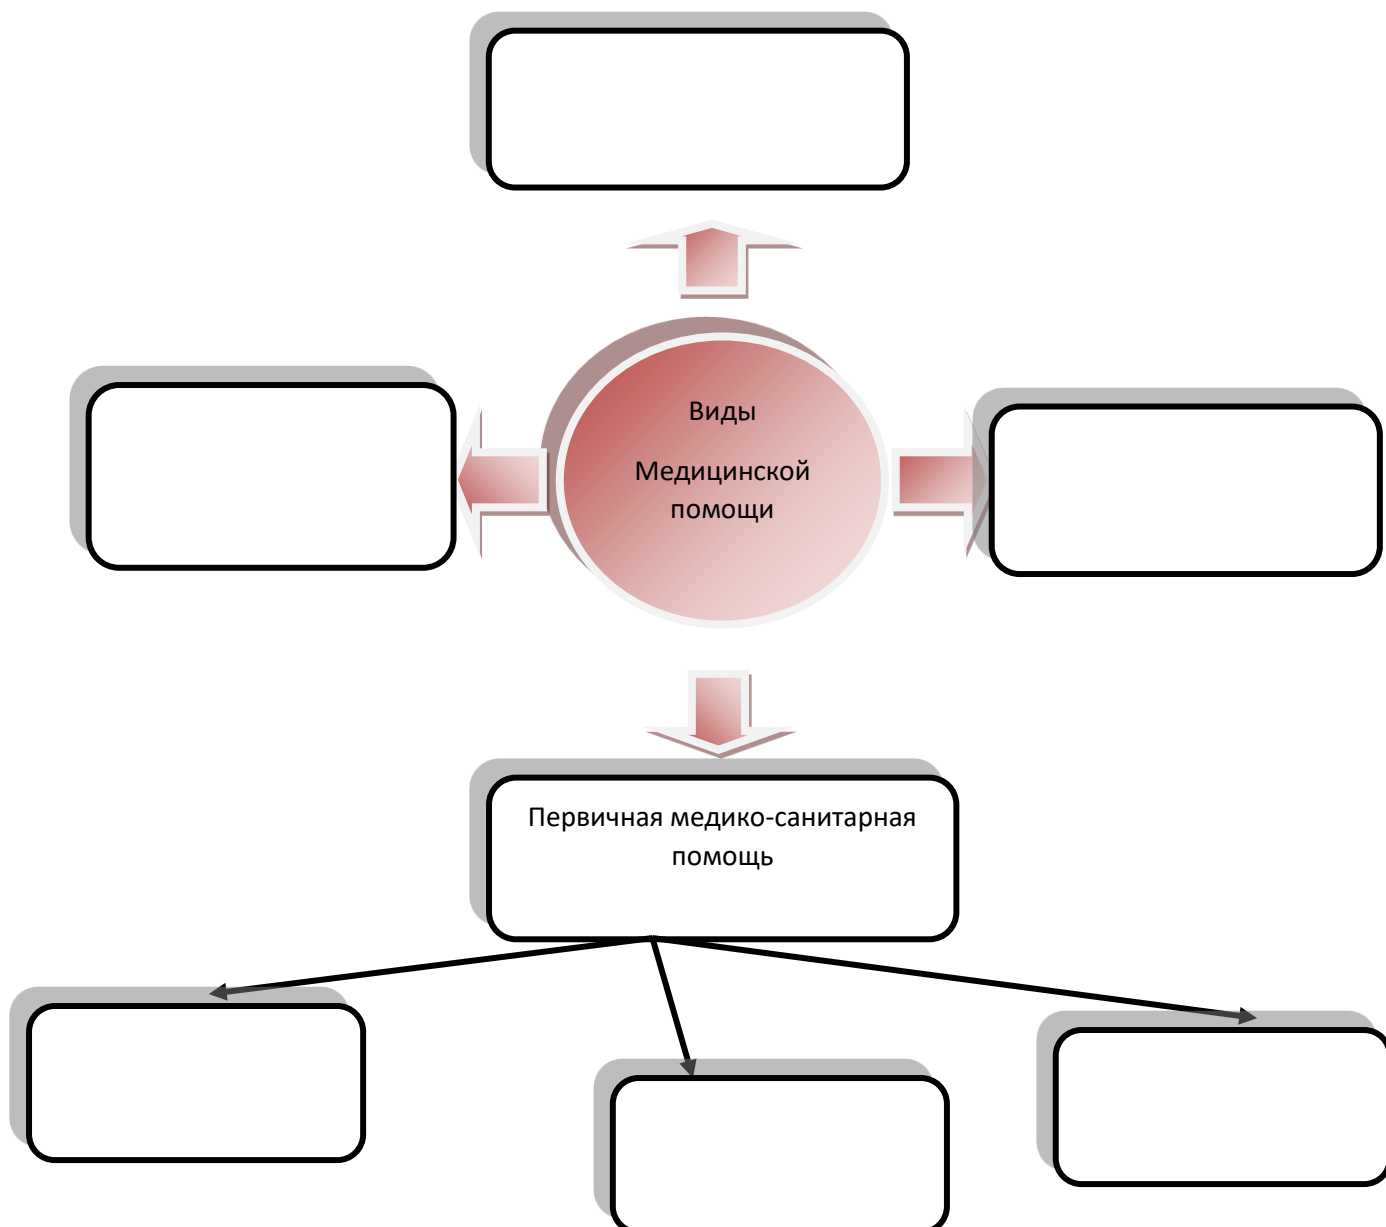 Виды
Медицинской
помощи
Первичная медико-санитарная
помощь